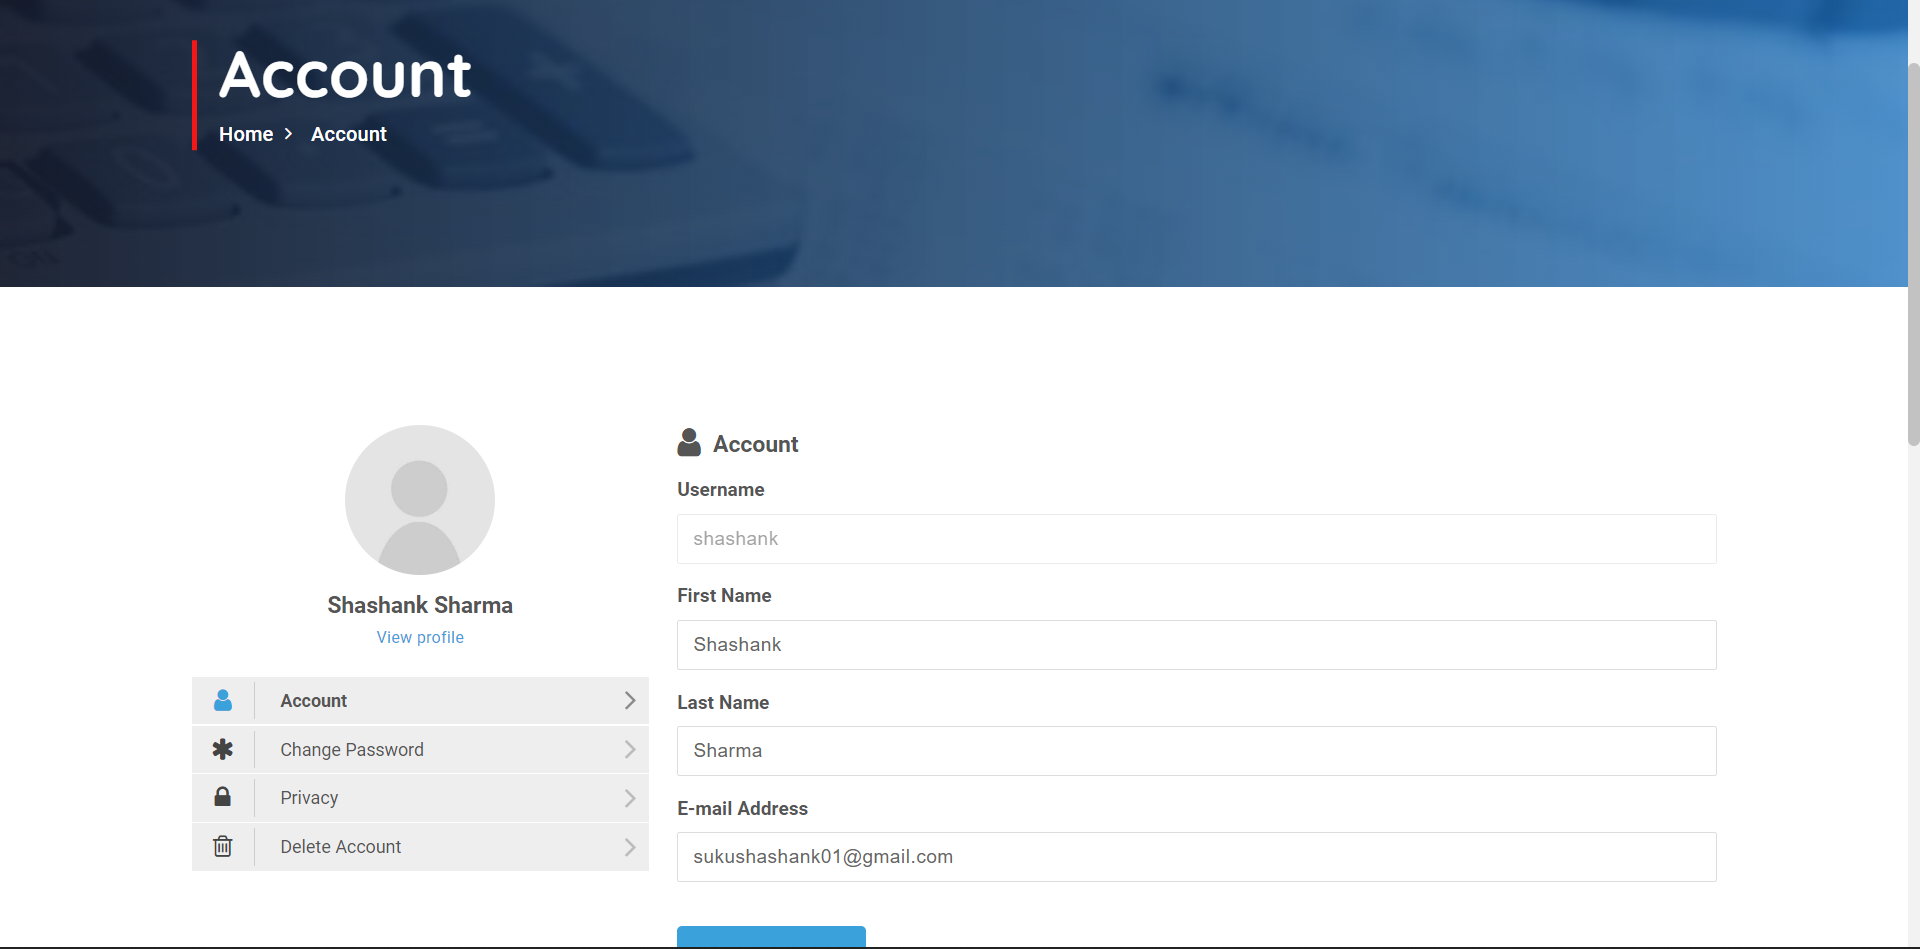 Account
Home > Account
Shashank Sharma
View profile
Account
Change Password
Privacy
Delete Account
Account
Username
shashank
First Name
Shashank
Last Name
Sharma
E-mail Address
sukushashank01@gmail.com